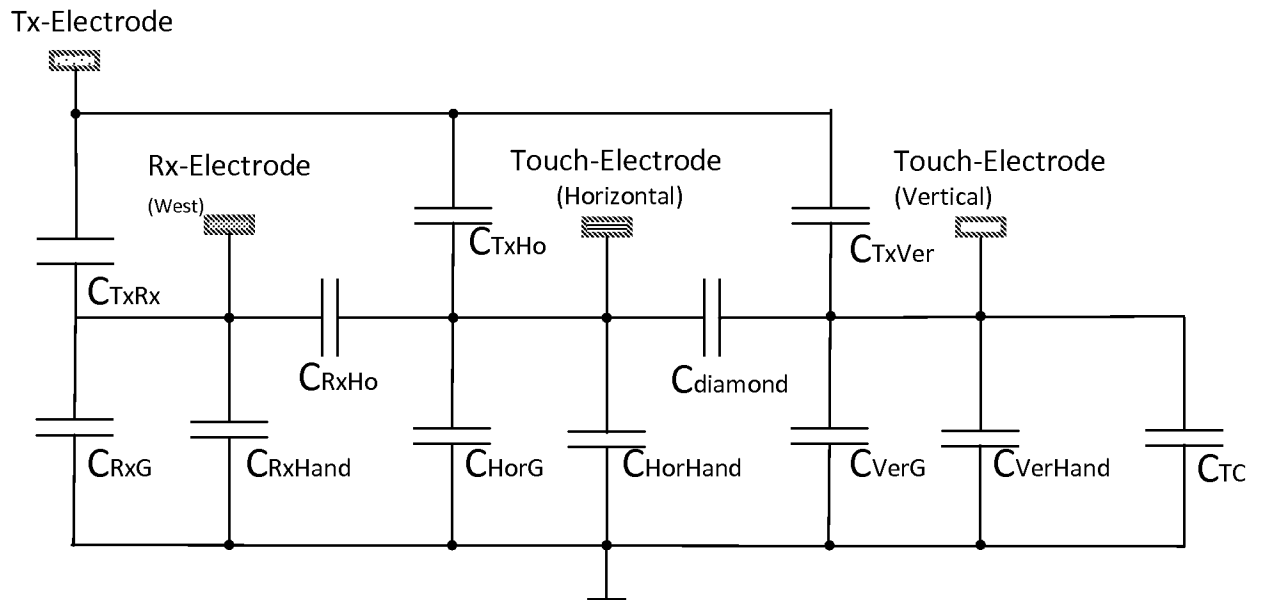 Tx-Electrode
Rx-Electrode
(West)
Touch-Electrode
(Horizontal)
Touch-Electrode
(Vertical)
CTxHo
CTxVer
CTxRx
CRxHo
Cdiamond
CRxG
CRxHand
CHorG
CHorHand
CVerG
CVerHand
CTC